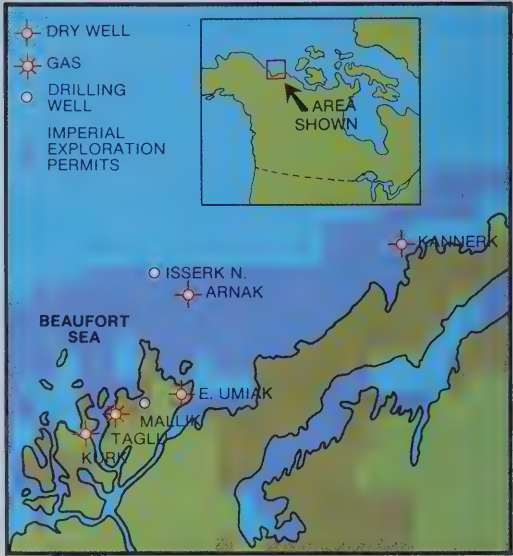 DRY WELL
GAS
DRILLING
WELL
IMPERIAL
EXPLORATION
PERMITS
AREA
SHOWN
KANNERK
ISSERK N.
ARNAK
BEAUFORT
SEA
E. UMIAK
MALLIK
TAGLU
KURK